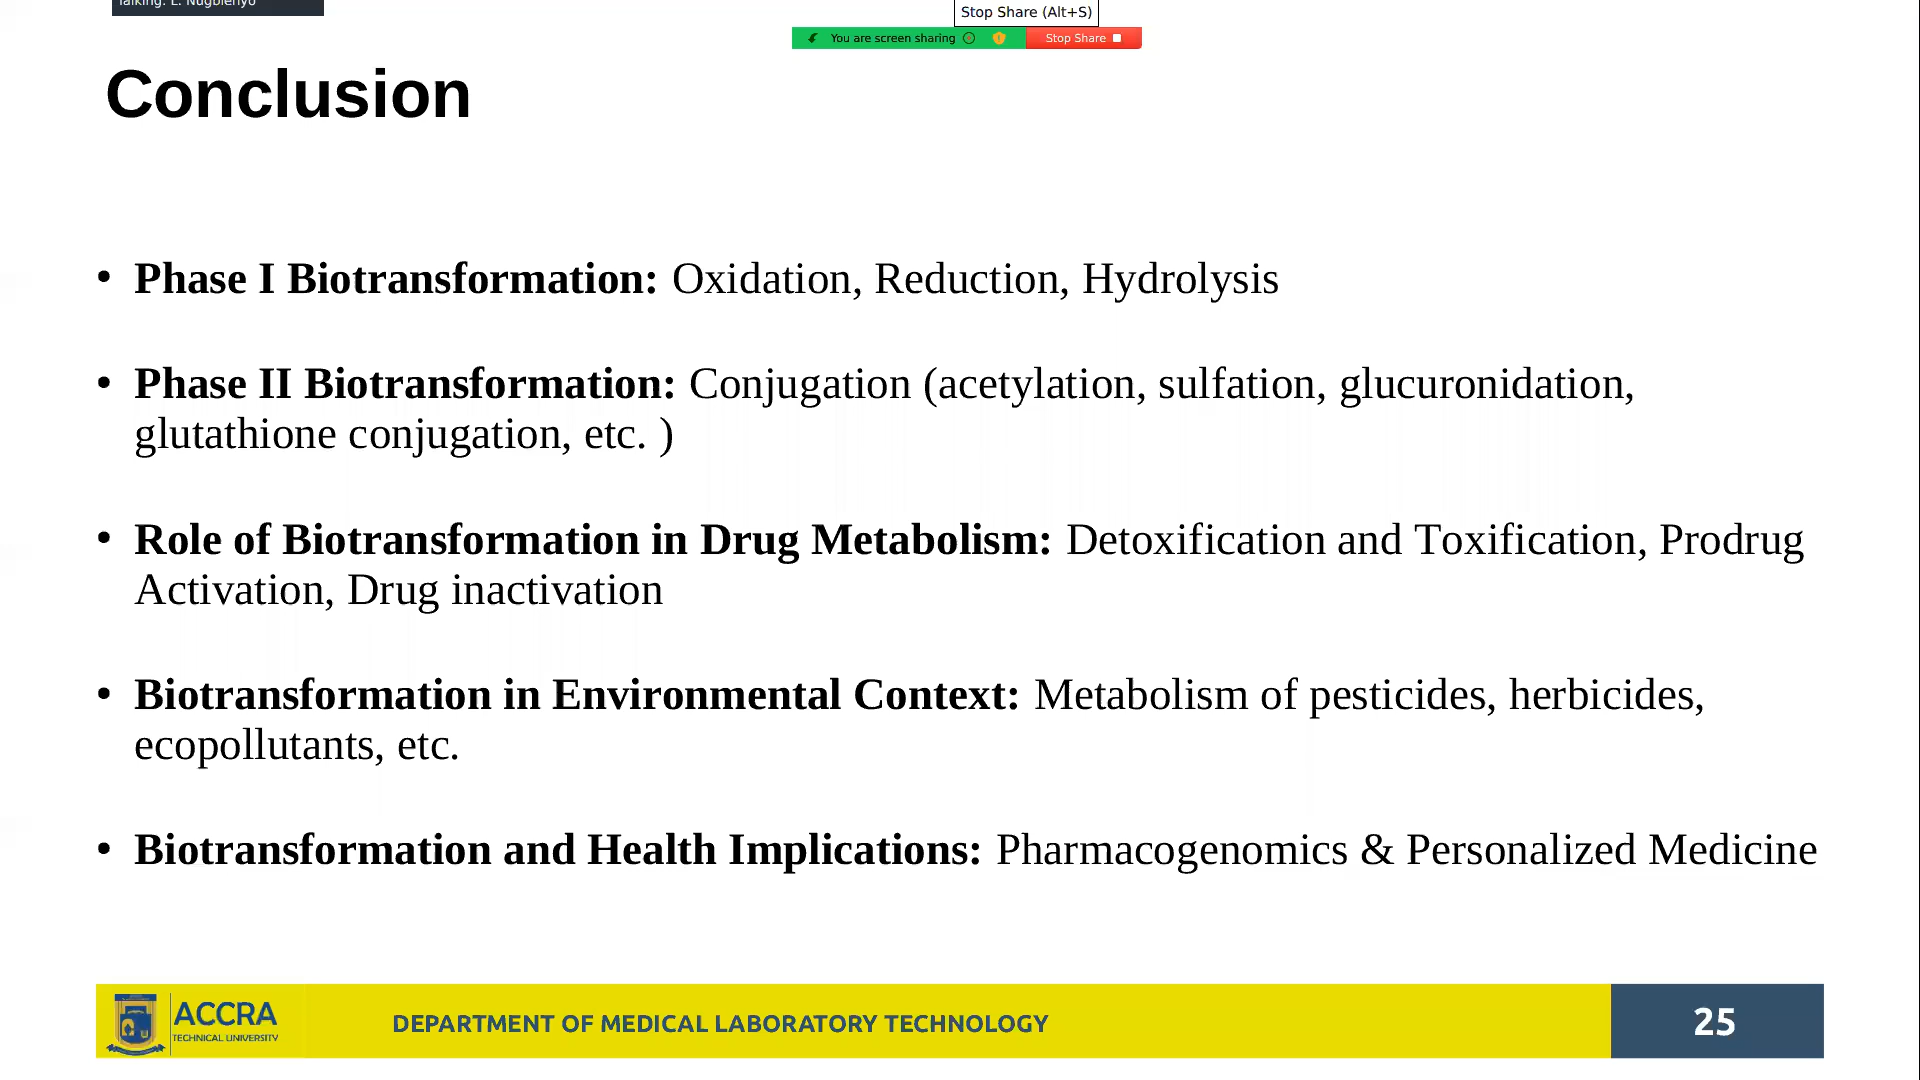 Talking: L. Nugblenyo
Stop Share (Alt+S)
You are screen sharing
Stop Share
Conclusion
• Phase I Biotransformation: Oxidation, Reduction, Hydrolysis
• Phase II Biotransformation: Conjugation (acetylation, sulfation, glucuronidation,
glutathione conjugation, etc. )
• Role of Biotransformation in Drug Metabolism: Detoxification and Toxification, Prodrug
Activation, Drug inactivation
• Biotransformation in Environmental Context: Metabolism of pesticides, herbicides,
ecopollutants, etc.
• Biotransformation and Health Implications: Pharmacogenomics & Personalized Medicine
ACCRA
TECHNICAL UNIVERSITY
DEPARTMENT OF MEDICAL LABORATORY TECHNOLOGY
25